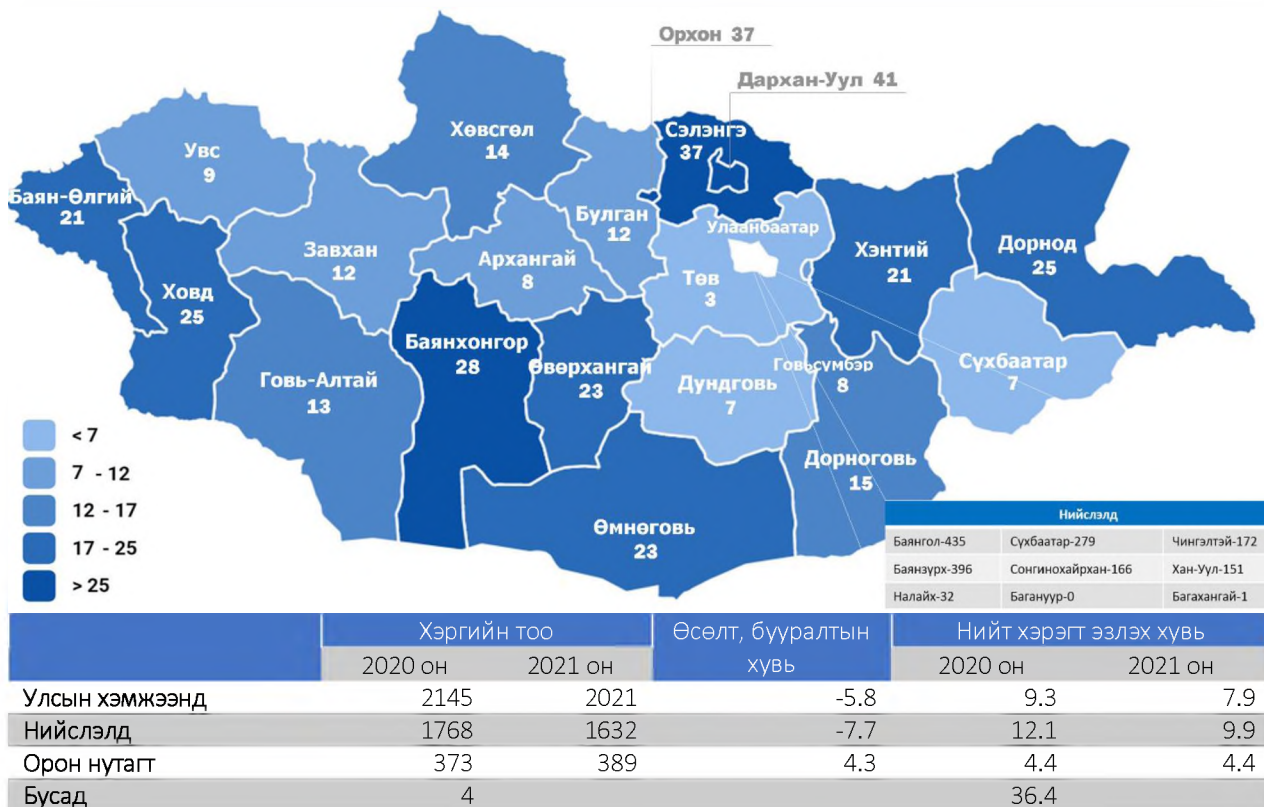 Орхон 37
Дархан-Уул 41
Сэлэнгэ
37
Хөвсгөл
14
Увс
9
Баян-Өлгий
21
Булган
12
Улаанбаатар
Завхан
12
Архангай
8
Хэнтий
21
Дорнод
25
Ховд
25
Төв
3
Баянхонгор
28
Өвөрхангай
23
Говь-Алтай
13
Дундговь
7
Говьсүмбэр
8
Сүхбаатар
7
Дорноговь
15
Өмнөговь
23
< 7
7 - 12
12 - 17
17 - 25
> 25
Нийслэлд
Баянгол-435 Сүхбаатар-279 Чингэлтэй-172
Баянзүрх-396 Сонгинохайрхан-166 Хан-Уул-151
Налайх-32 Багануур-0 Багахангай-1
Хэргийн тоо Өсөлт, бууралтын хувь Нийт хэрэгт эзлэх хувь
2020 он 2021 он 2020 он 2021 он
Улсын хэмжээнд 2145 2021 -5.8 9.3 7.9
Нийслэлд 1768 1632 -7.7 12.1 9.9
Орон нутагт 373 389 4.3 4.4 4.4
Бусад 4 36.4